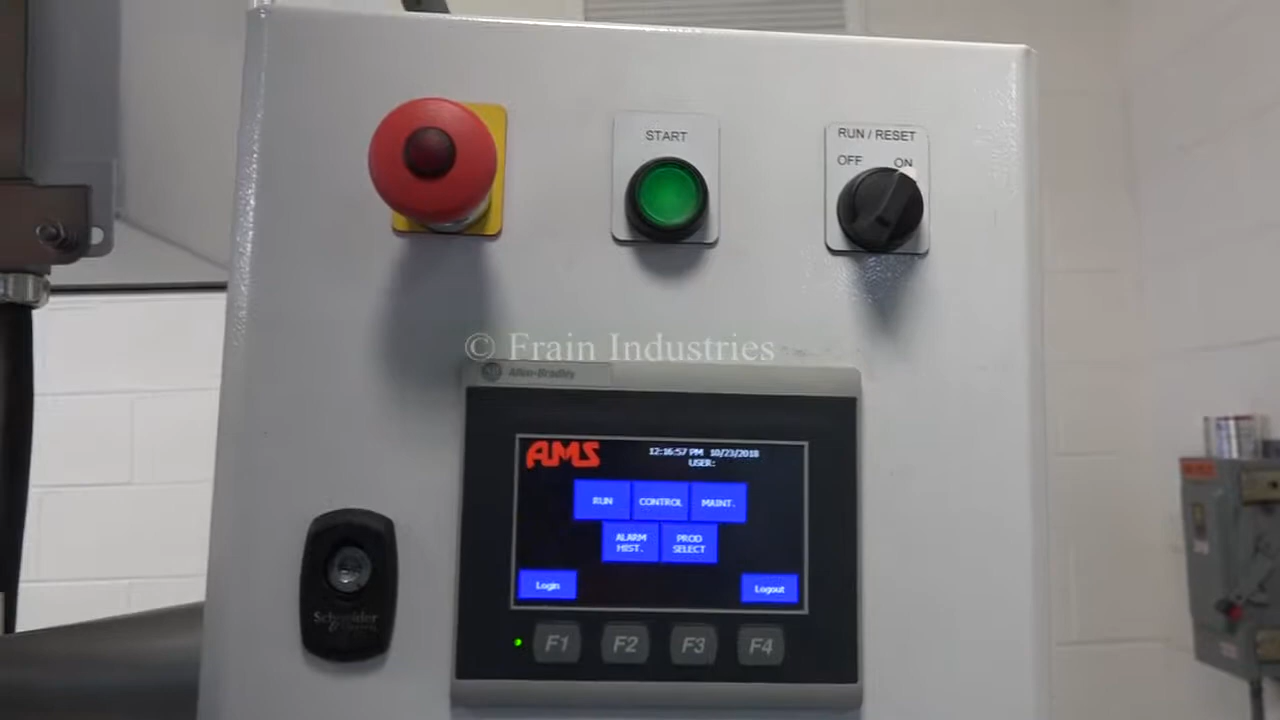 START
RUN / RESET
OFF ON
© Frain Industries
Allen-Bradley
AMS
12:16:57 PM 10/23/2018
USER:
RUN CONTROL MAINT.
ALARM HIST.
PROD SELECT
Login Logout
F1 F2 F3 F4
Schneider
Electric